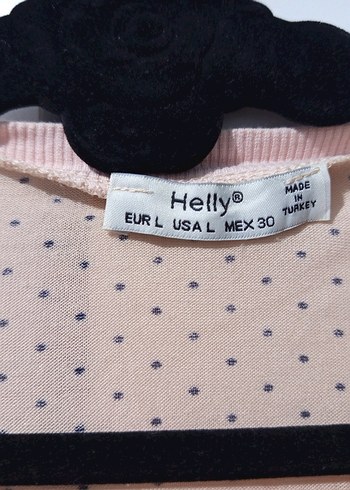 Helly®
EUR L USA L MEX 30
MADE
IN
TURKEY